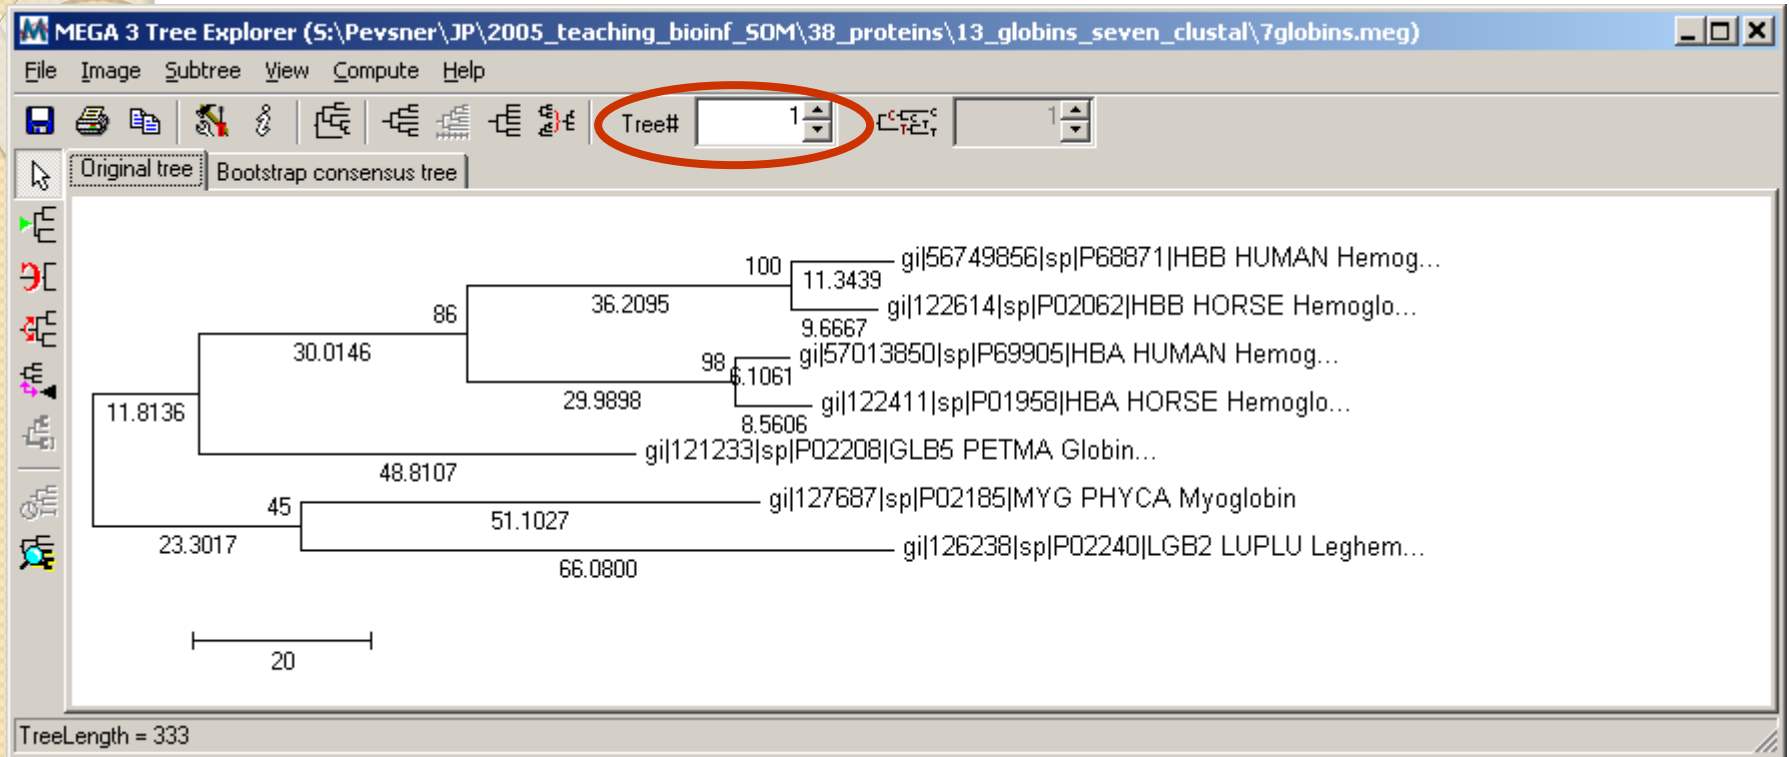 MEGA 3 Tree Explorer (S:\Pevsner\JP\2005_teaching_bioinf_SOM\38_proteins\13_globins_seven_clustal\7globins.meg)
File Image Subtree View Compute Help
Tree# 1 1
Original tree Bootstrap consensus tree
gi|56749856|sp|P68871|HBB HUMAN Hemog...
100
11.3439
36.2095
gi|122614|sp|P02062|HBB HORSE Hemoglo...
86
9.6667
30.0146
gi|57013850|sp|P69905|HBA HUMAN Hemog...
98
6.1061
29.9898
gi|122411|sp|P01958|HBA HORSE Hemoglo...
11.8136
8.5606
gi|121233|sp|P02208|GLB5 PETMA Globin...
48.8107
gi|127687|sp|P02185|MYG PHYCA Myoglobin
45
51.1027
23.3017
gi|126238|sp|P02240|LGB2 LUPLU Leghem...
66.0800
20
TreeLength = 333